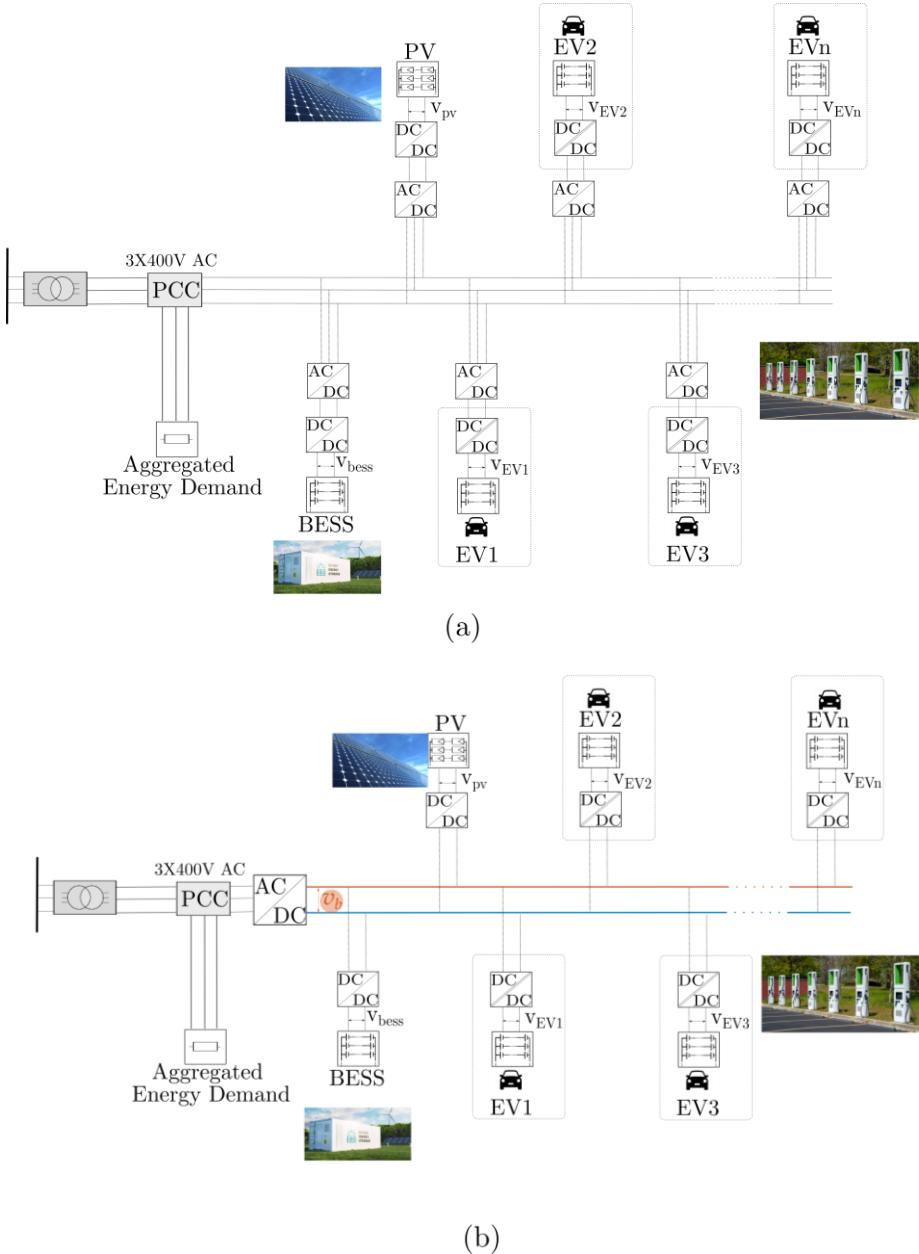 PV
EV2
EVn
v_pv
v_EV2
v_EVn
DC
DC
DC
DC
DC
DC
AC
DC
AC
DC
AC
DC
3X400V AC
PCC
AC
DC
AC
DC
AC
DC
DC
DC
DC
DC
DC
DC
Aggregated
Energy Demand
v_bess
v_EV1
v_EV3
BESS
EV1
EV3
(a)
PV
EV2
EVn
v_pv
v_EV2
v_EVn
DC
DC
DC
DC
DC
DC
3X400V AC
PCC
AC
DC
v_b
DC
DC
DC
DC
DC
DC
Aggregated
Energy Demand
v_bess
v_EV1
v_EV3
BESS
EV1
EV3
(b)